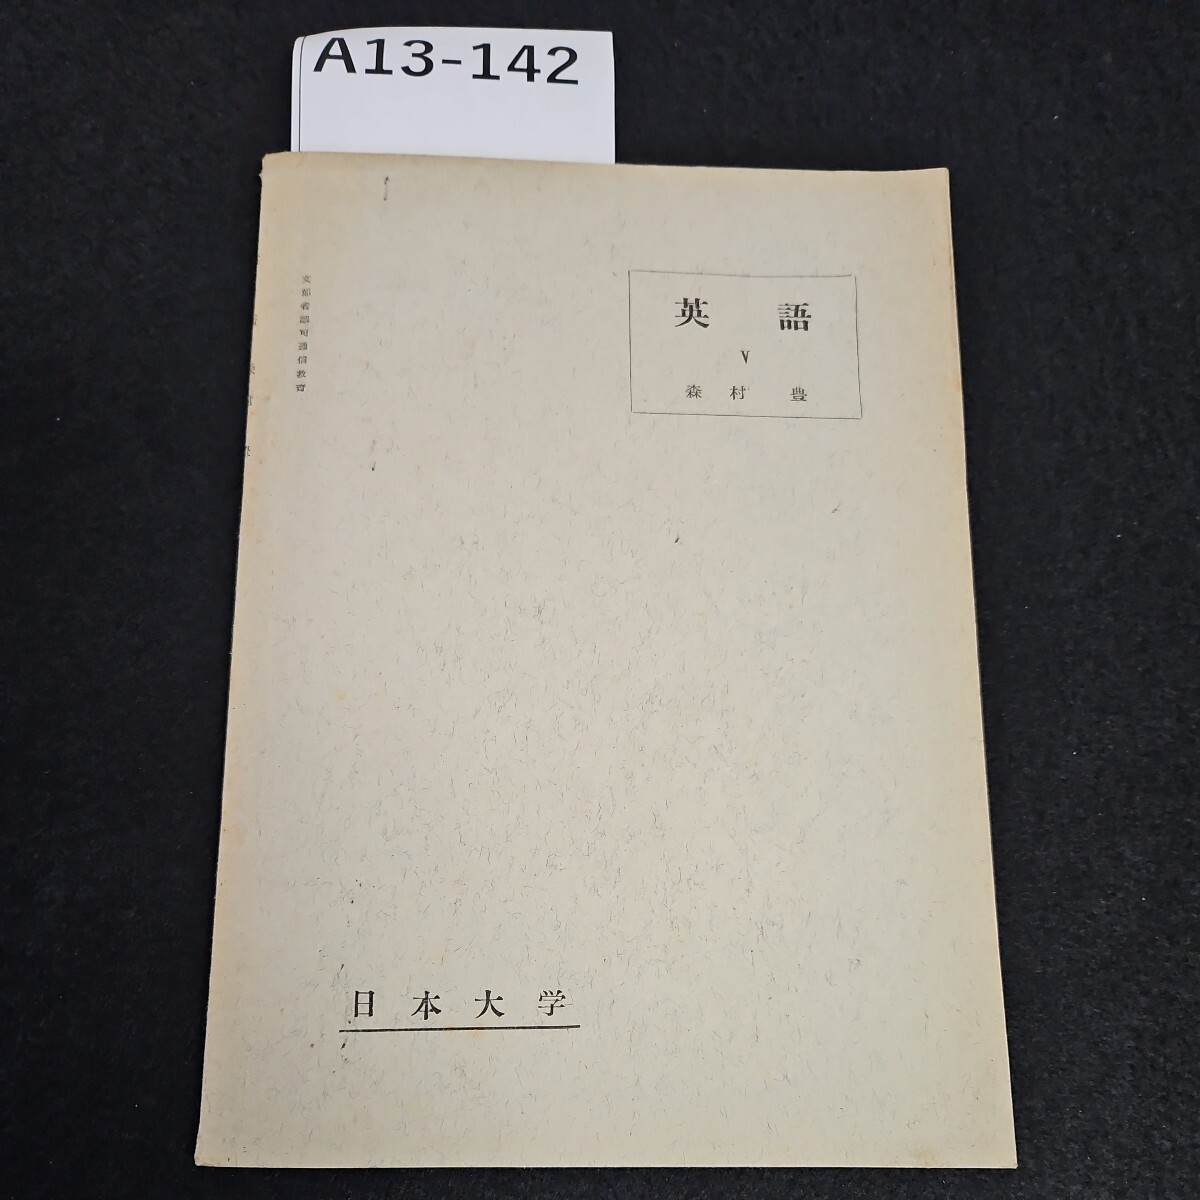 A13-142
文部省認可通信教育
英語
V
森村 豊
日本大学